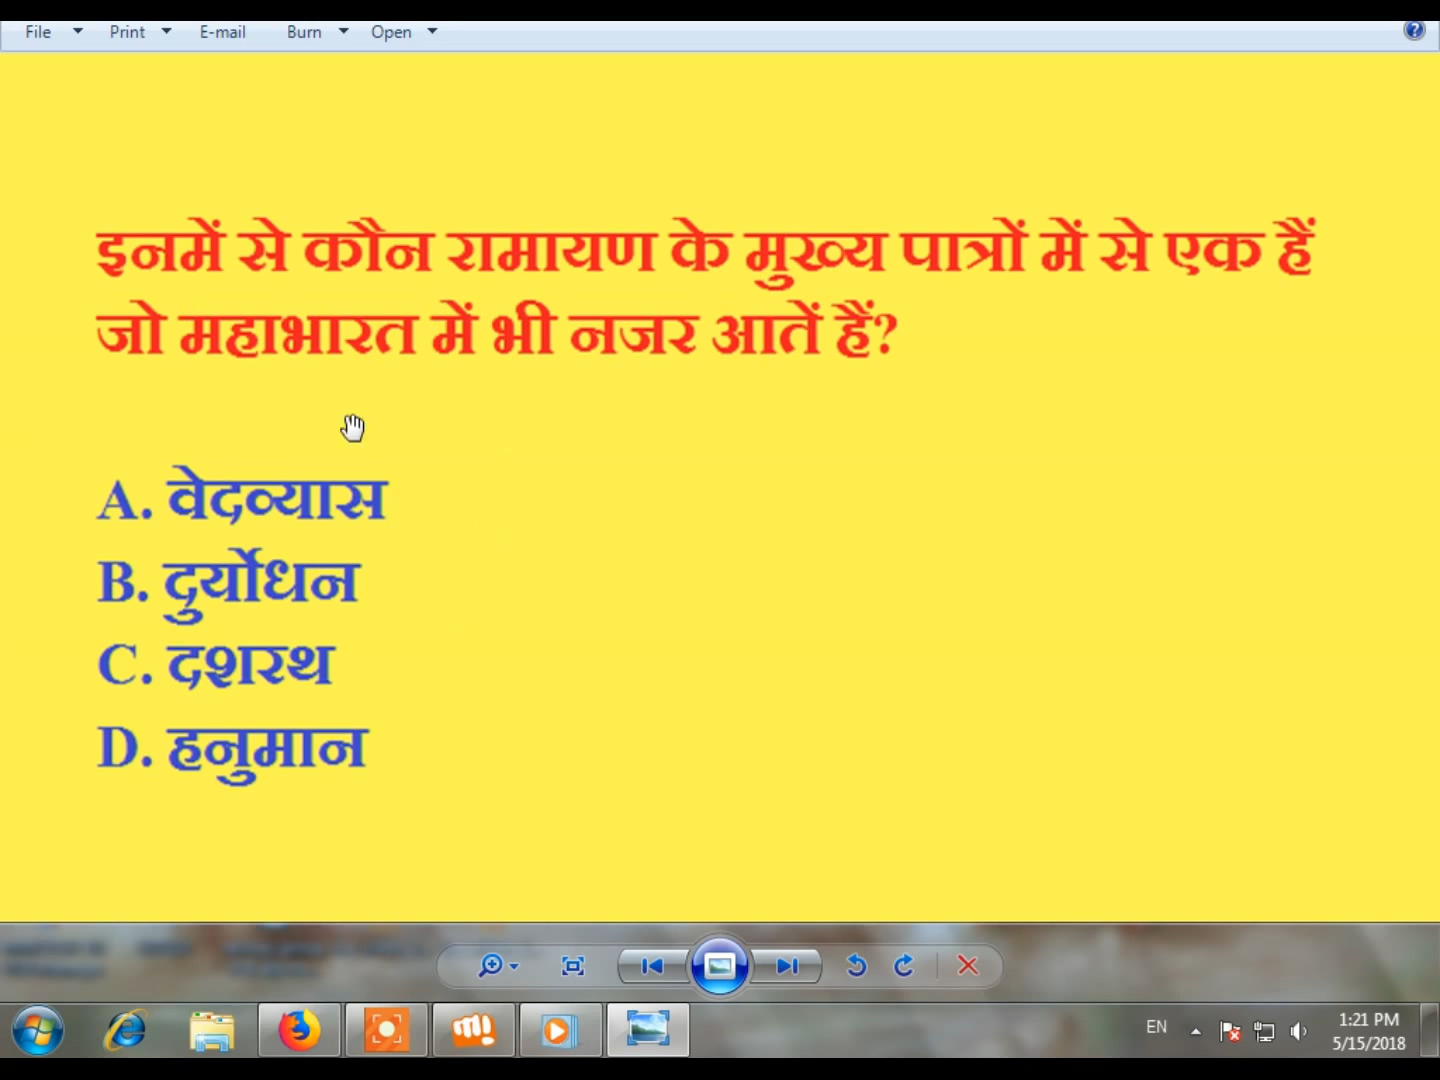 File Print E-mail Burn Open
इनमें से कौन रामायण के मुख्य पात्रों में से एक हैं
जो महाभारत में भी नजर आतें हैं?
A. वेदव्यास
B. दुर्योधन
C. दशरथ
D. हनुमान
EN
1:21 PM
5/15/2018